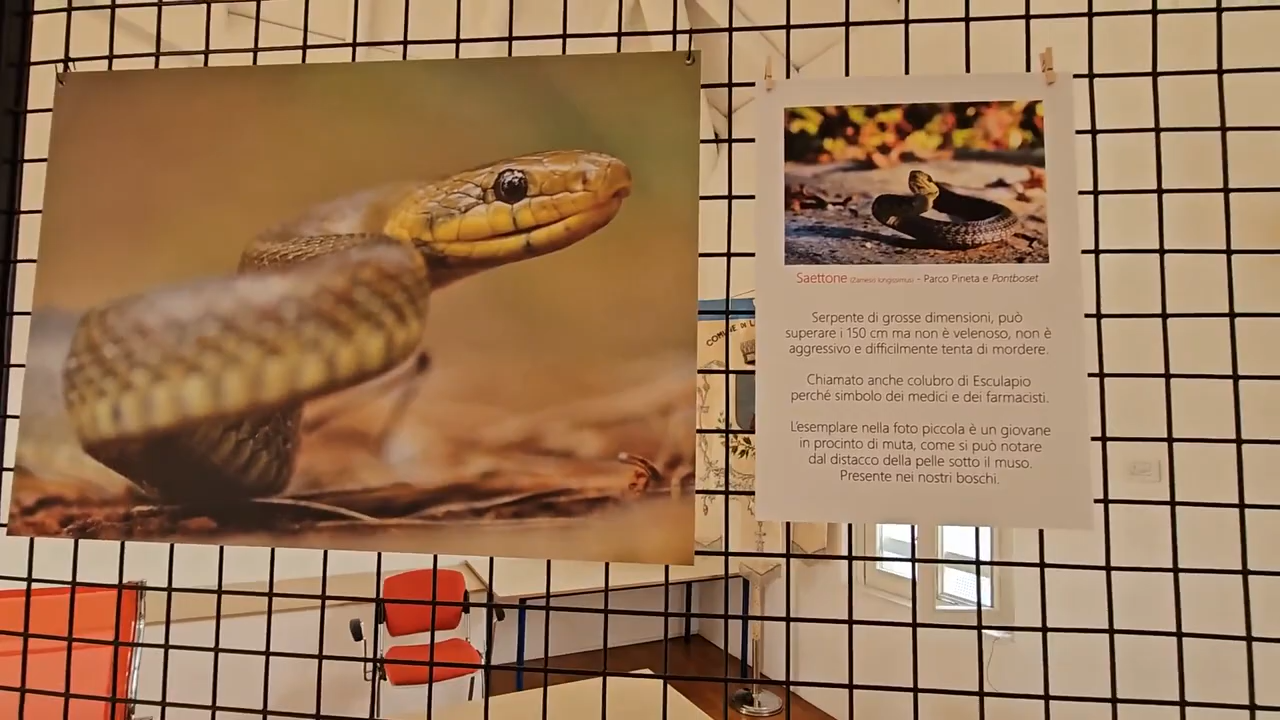 Saettone (Zamenis longissimus) - Parco Pineta e Pontboset
Serpente di grosse dimensioni, può
superare i 150 cm ma non è velenoso, non è
aggressivo e difficilmente tenta di mordere.
Chiamato anche colubro di Esculapio
perché simbolo dei medici e dei farmacisti.
L'esemplare nella foto piccola è un giovane
in procinto di muta, come si può notare
dal distacco della pelle sotto il muso.
Presente nei nostri boschi.
COMUNE DI